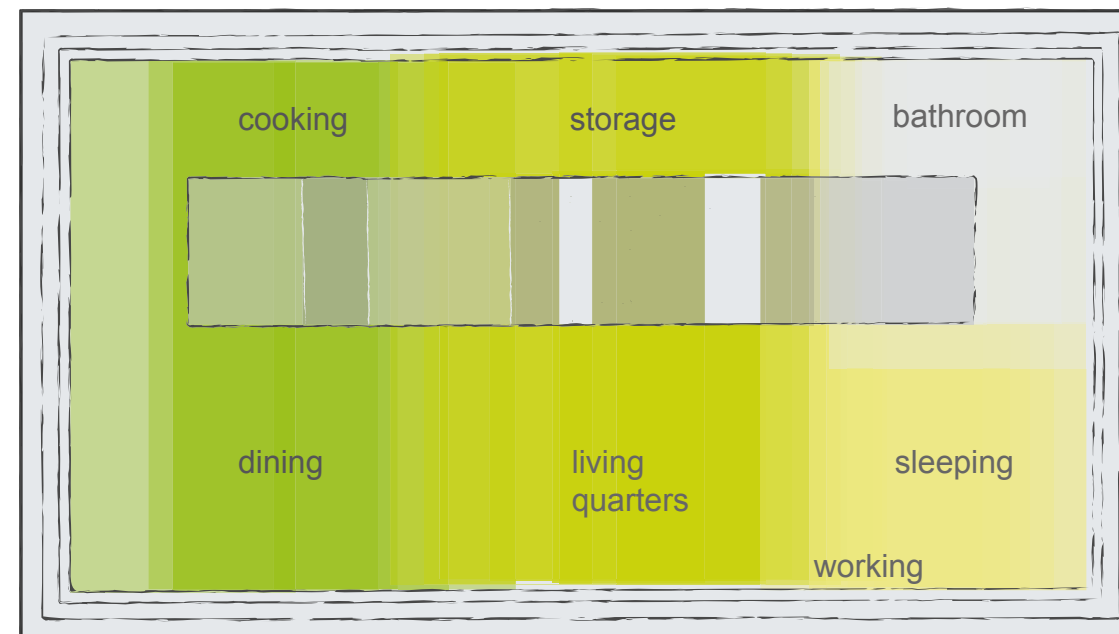 cooking
storage
bathroom
dining
living
quarters
sleeping
working